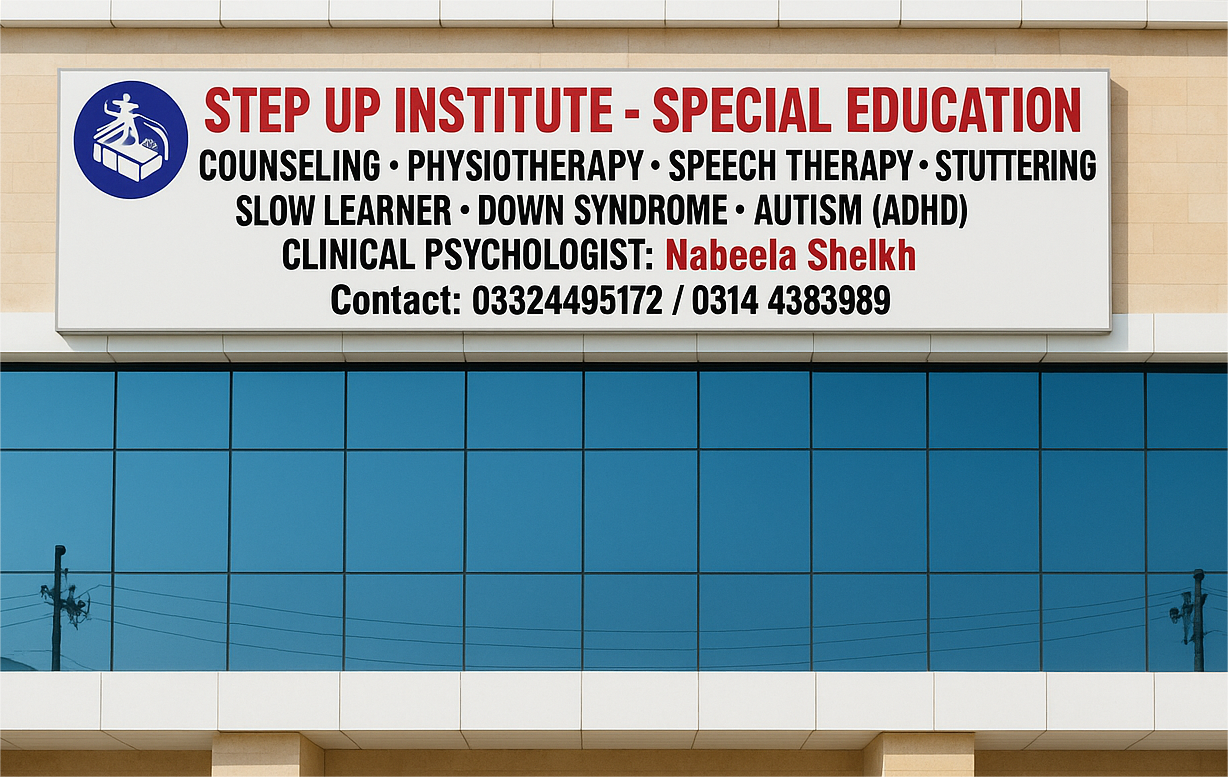 STEP UP INSTITUTE - SPECIAL EDUCATION
COUNSELING • PHYSIOTHERAPY • SPEECH THERAPY • STUTTERING
SLOW LEARNER • DOWN SYNDROME • AUTISM (ADHD)
CLINICAL PSYCHOLOGIST: Nabeela Shelkh
Contact: 03324495172 / 0314 4383989